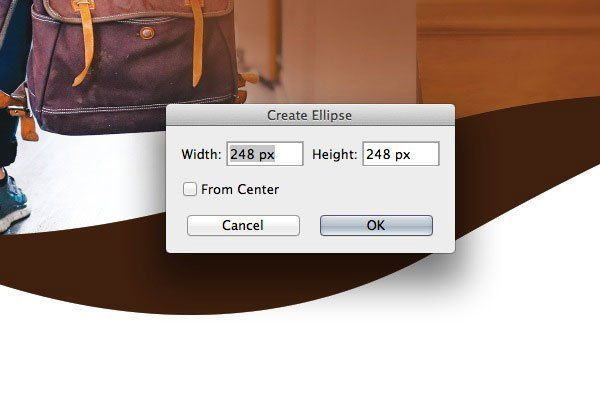 Create Ellipse
Width: 248 px Height: 248 px
From Center
Cancel OK